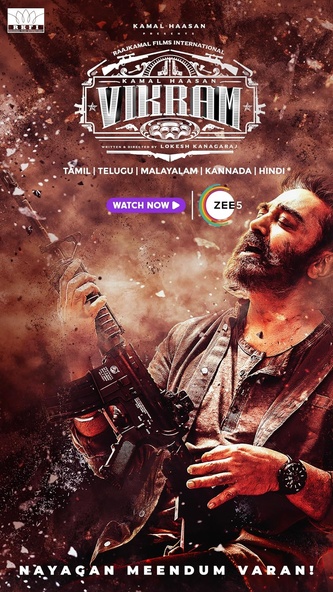 RKFI
KAMAL HAASAN
PRESENTS
RAAJKAMAL FILMS INTERNATIONAL
KAMAL HAASAN
VIKRAM
WRITTEN & DIRECTED BY LOKESH KANAGARAJ
TAMIL | TELUGU | MALAYALAM | KANNADA | HINDI*
WATCH NOW
ZEE5
NAYAGAN MEENDUM VARAN!